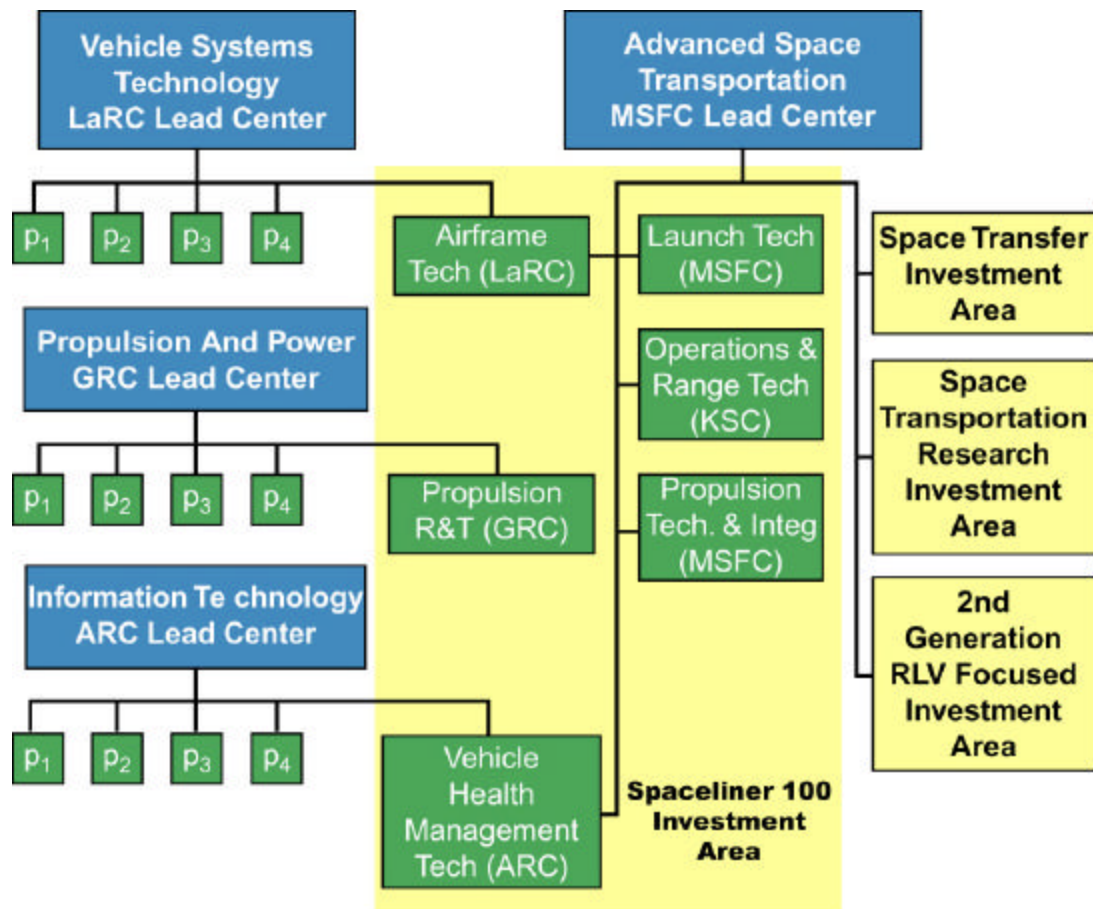 Vehicle Systems
Technology
LaRC Lead Center
Advanced Space
Transportation
MSFC Lead Center
p1
p2
p3
p4
Airframe
Tech (LaRC)
Launch Tech
(MSFC)
Space Transfer
Investment
Area
Propulsion And Power
GRC Lead Center
Operations &
Range Tech
(KSC)
Space
Transportation
Research
Investment
Area
p1
p2
p3
p4
Propulsion
R&T (GRC)
Propulsion
Tech. & Integ
(MSFC)
Information Te chnology
ARC Lead Center
2nd
Generation
RLV Focused
Investment
Area
p1
p2
p3
p4
Vehicle
Health
Management
Tech (ARC)
Spaceliner 100
Investment
Area